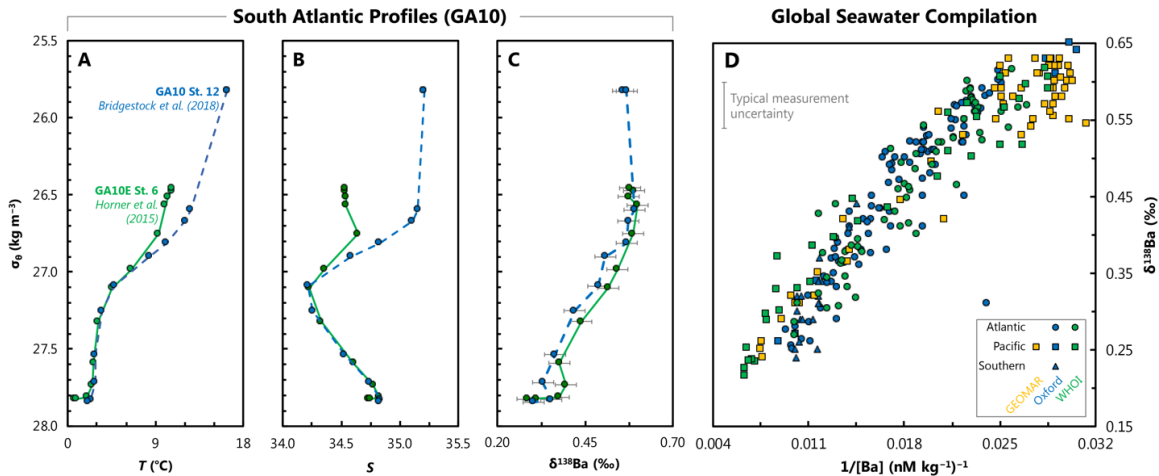 South Atlantic Profiles (GA10)
Global Seawater Compilation
A
B
C
D
GA10 St. 12
Bridgestock et al. (2018)
GA10E St. 6
Horner et al.
(2015)
σθ (kg m⁻³)
25.5
26.0
26.5
27.0
27.5
28.0
0
9
18
T (°C)
34.0
34.5
35.0
35.5
S
0.20
0.45
0.70
δ¹³⁸Ba (‰)
Typical measurement
uncertainty
0.65
0.55
0.45
0.35
0.25
0.15
δ¹³⁸Ba (‰)
Atlantic
Pacific
Southern
GEOMAR
Oxford
WHOI
0.004
0.011
0.018
0.025
0.032
1/[Ba] (nM kg⁻¹)⁻¹